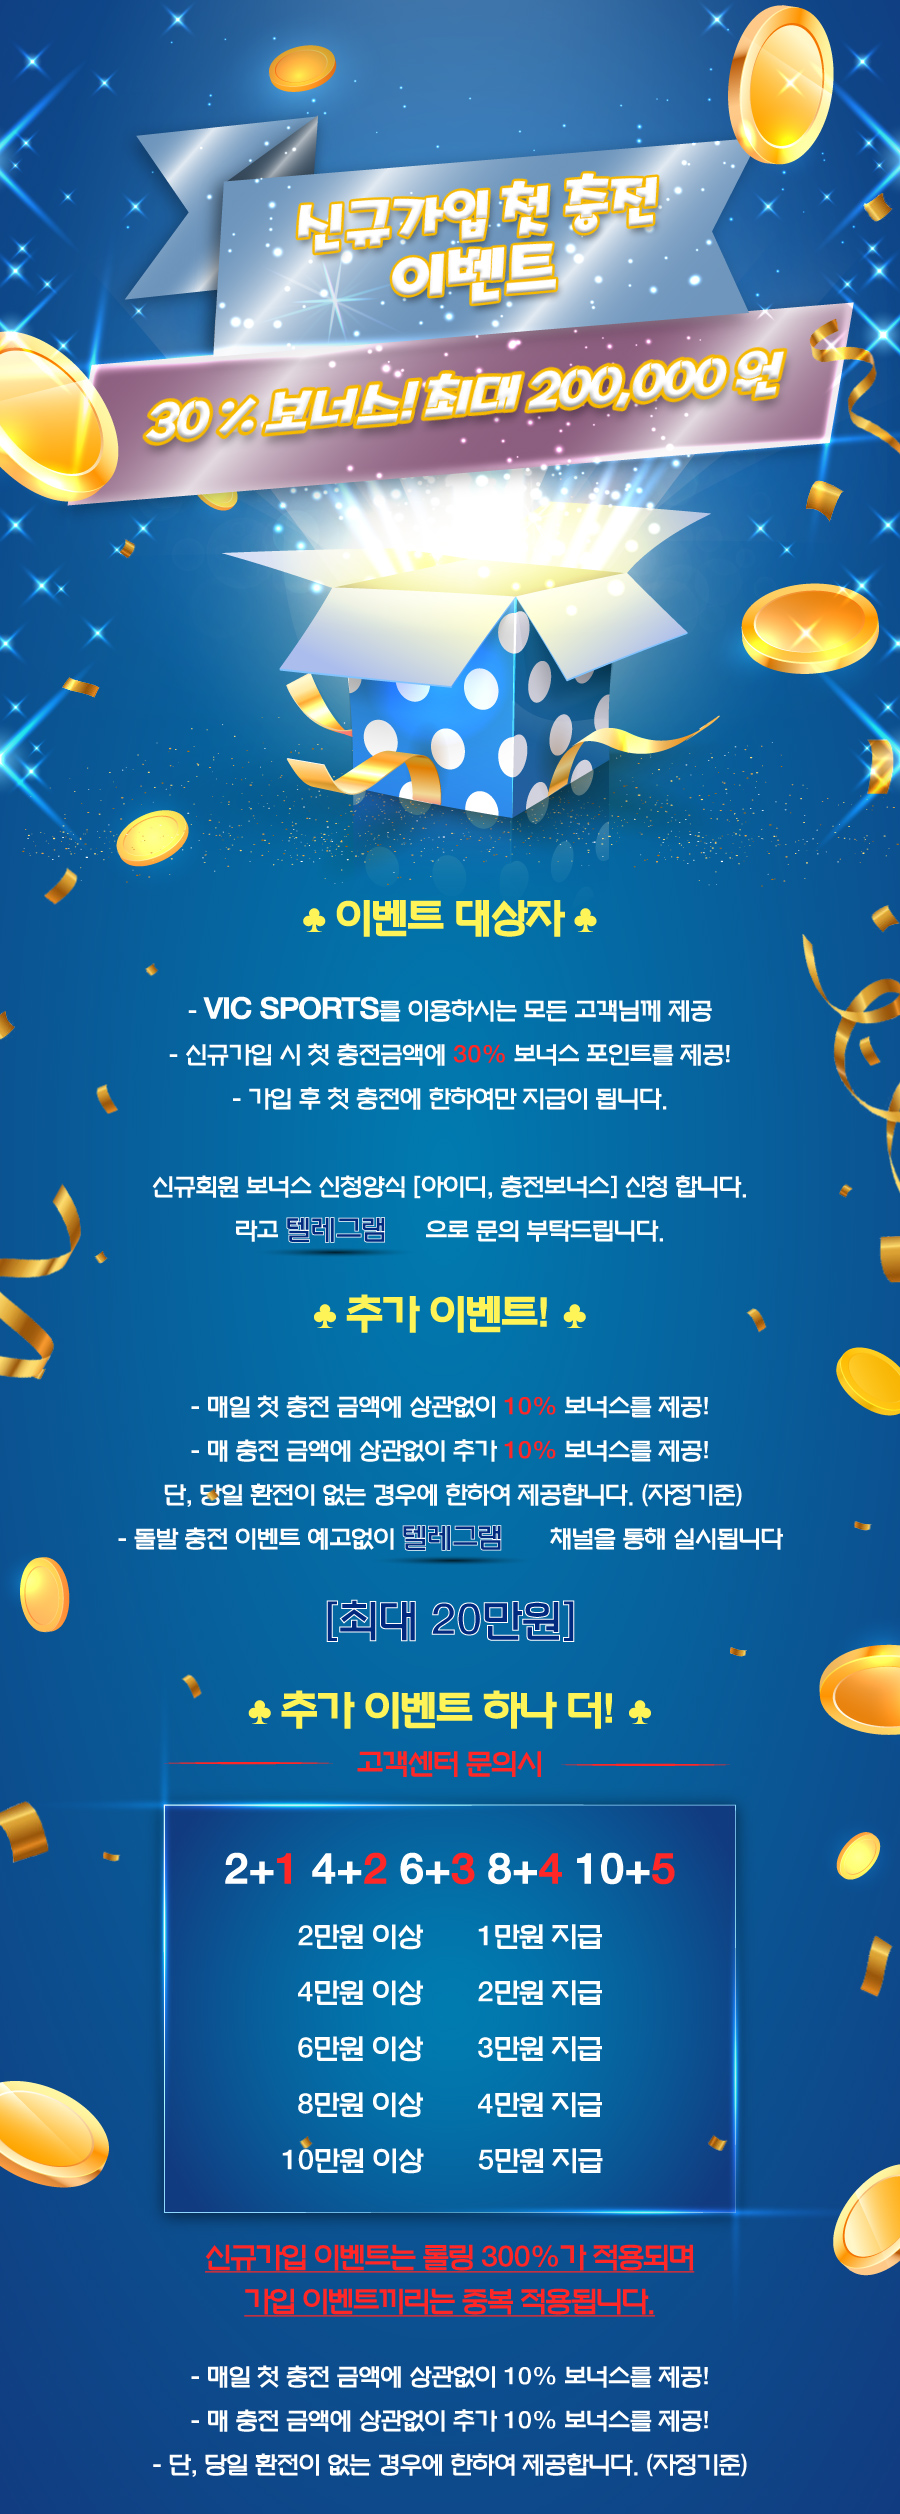 신규가입 첫 충전
이벤트
30 % 보너스! 최대 200,000 원
♣ 이벤트 대상자 ♣
- VIC SPORTS를 이용하시는 모든 고객님께 제공
- 신규가입 시 첫 충전금액에 30% 보너스 포인트를 제공!
- 가입 후 첫 충전에 한하여만 지급이 됩니다.
신규회원 보너스 신청양식 [아이디, 충전보너스] 신청 합니다.
라고 텔레그램 으로 문의 부탁드립니다.
♣ 추가 이벤트! ♣
- 매일 첫 충전 금액에 상관없이 10% 보너스를 제공!
- 매 충전 금액에 상관없이 추가 10% 보너스를 제공!
단, 당일 환전이 없는 경우에 한하여 제공합니다. (자정기준)
- 돌발 충전 이벤트 예고없이 텔레그램 채널을 통해 실시됩니다
[최대 20만원]
♣ 추가 이벤트 하나 더! ♣
고객센터 문의시
2+1 4+2 6+3 8+4 10+5
2만원 이상 1만원 지급
4만원 이상 2만원 지급
6만원 이상 3만원 지급
8만원 이상 4만원 지급
10만원 이상 5만원 지급
신규가입 이벤트는 롤링 300%가 적용되며
가입 이벤트끼리는 중복 적용됩니다.
- 매일 첫 충전 금액에 상관없이 10% 보너스를 제공!
- 매 충전 금액에 상관없이 추가 10% 보너스를 제공!
- 단, 당일 환전이 없는 경우에 한하여 제공합니다. (자정기준)